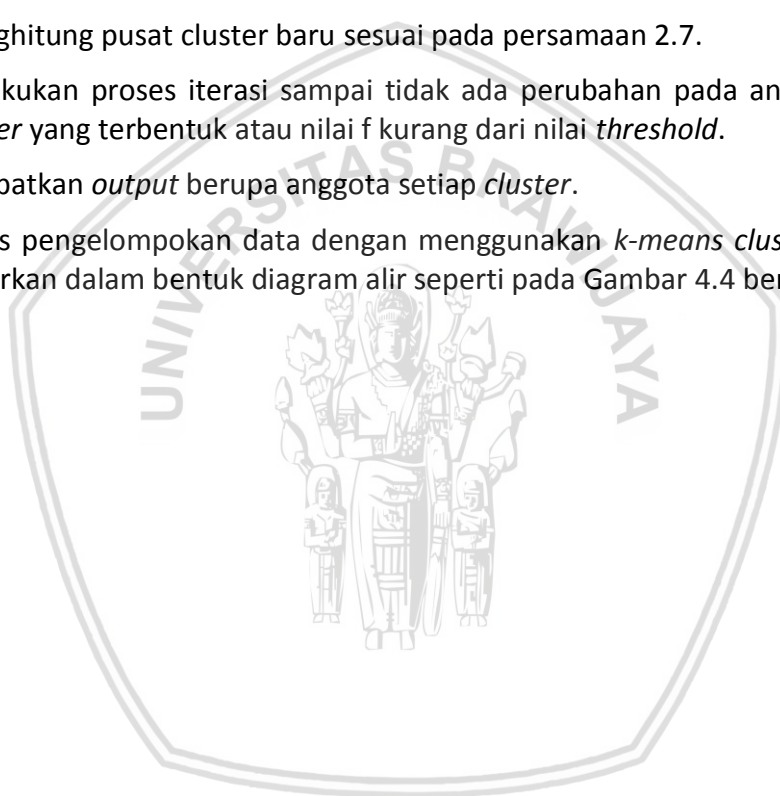 ghitung pusat cluster baru sesuai pada persamaan 2.7.
kukan proses iterasi sampai tidak ada perubahan pada an
er yang terbentuk atau nilai f kurang dari nilai threshold.
patkan output berupa anggota setiap cluster.
s pengelompokan data dengan menggunakan k-means clus
rkan dalam bentuk diagram alir seperti pada Gambar 4.4 ber
UNIVERSITAS BRAWIJAYA